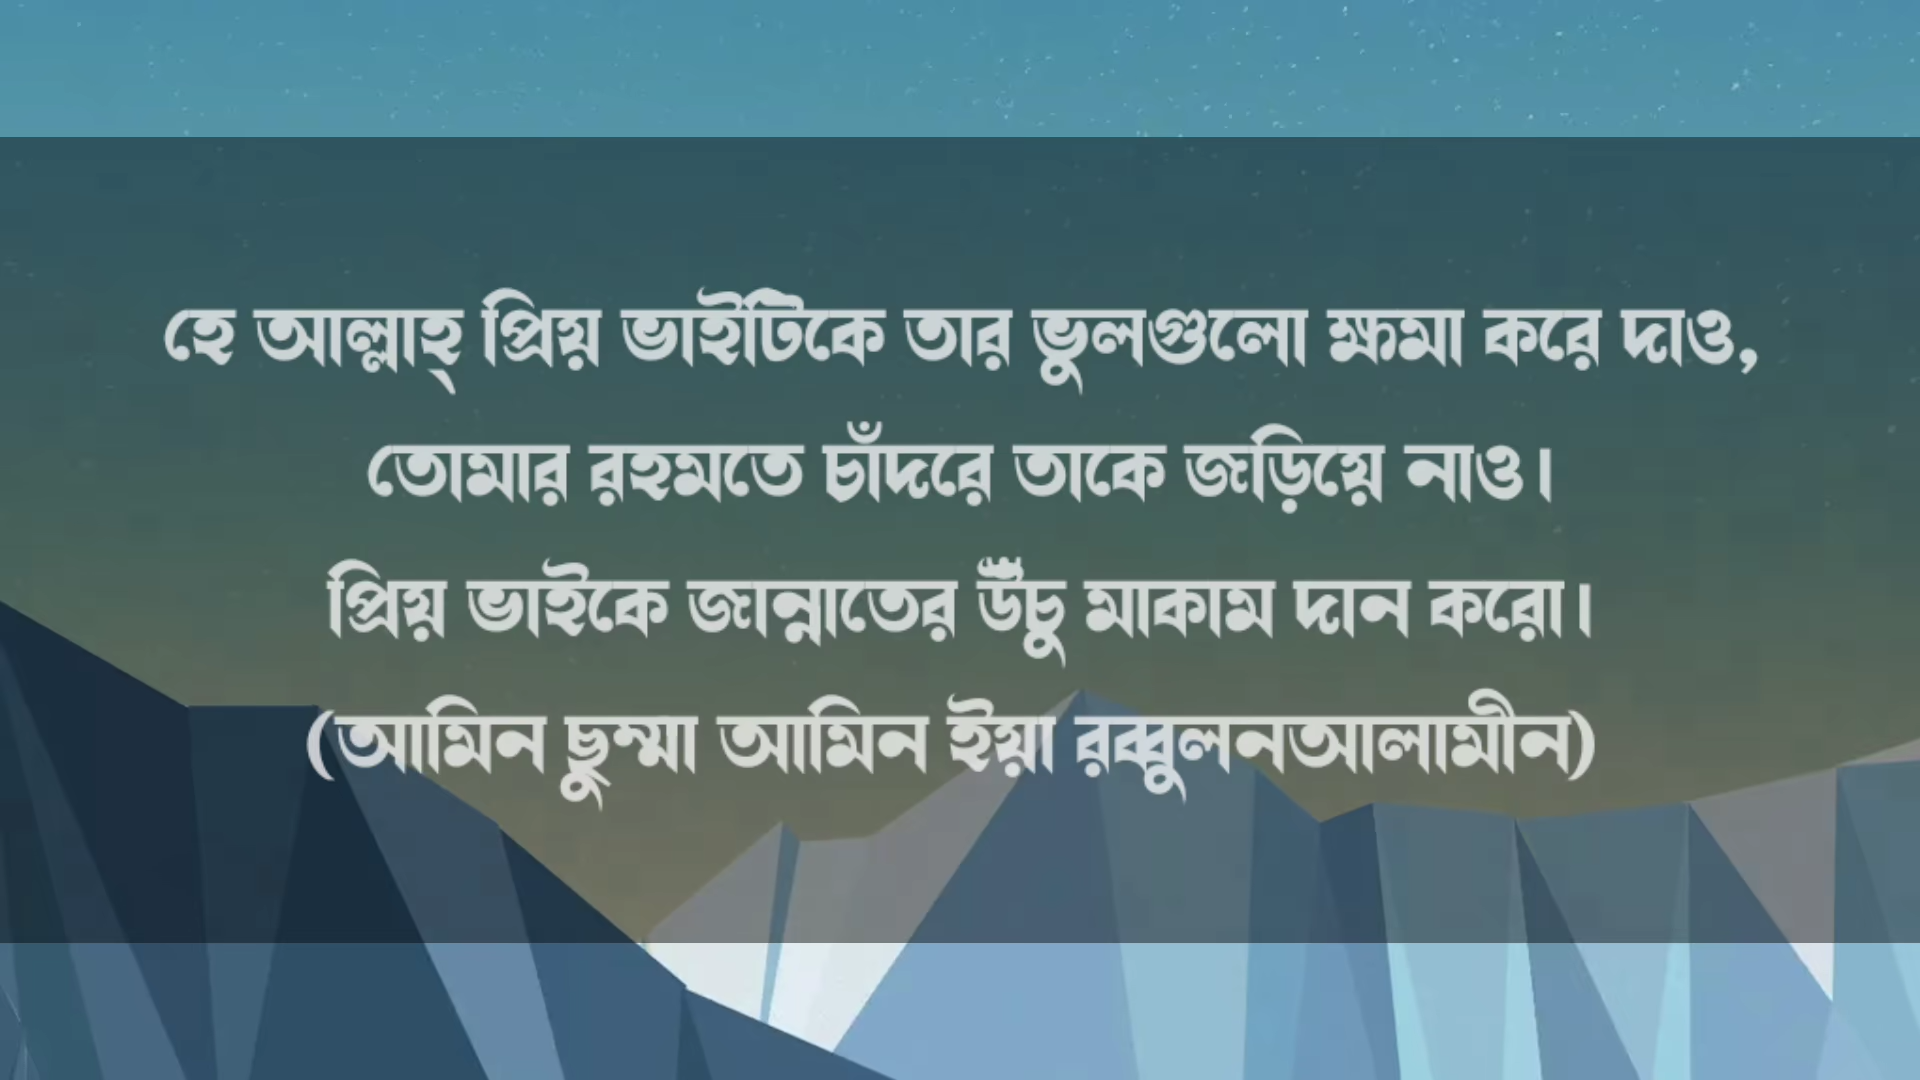 হে আল্লাহ্ প্রিয় ভাইটিকে তার ভুলগুলো ক্ষমা করে দাও,
তোমার রহমতে চাঁদরে তাকে জড়িয়ে নাও।
প্রিয় ভাইকে জান্নাতের উঁচু মাকাম দান করো।
(আমিন ছুম্মা আমিন ইয়া রব্বুলনআলামীন)